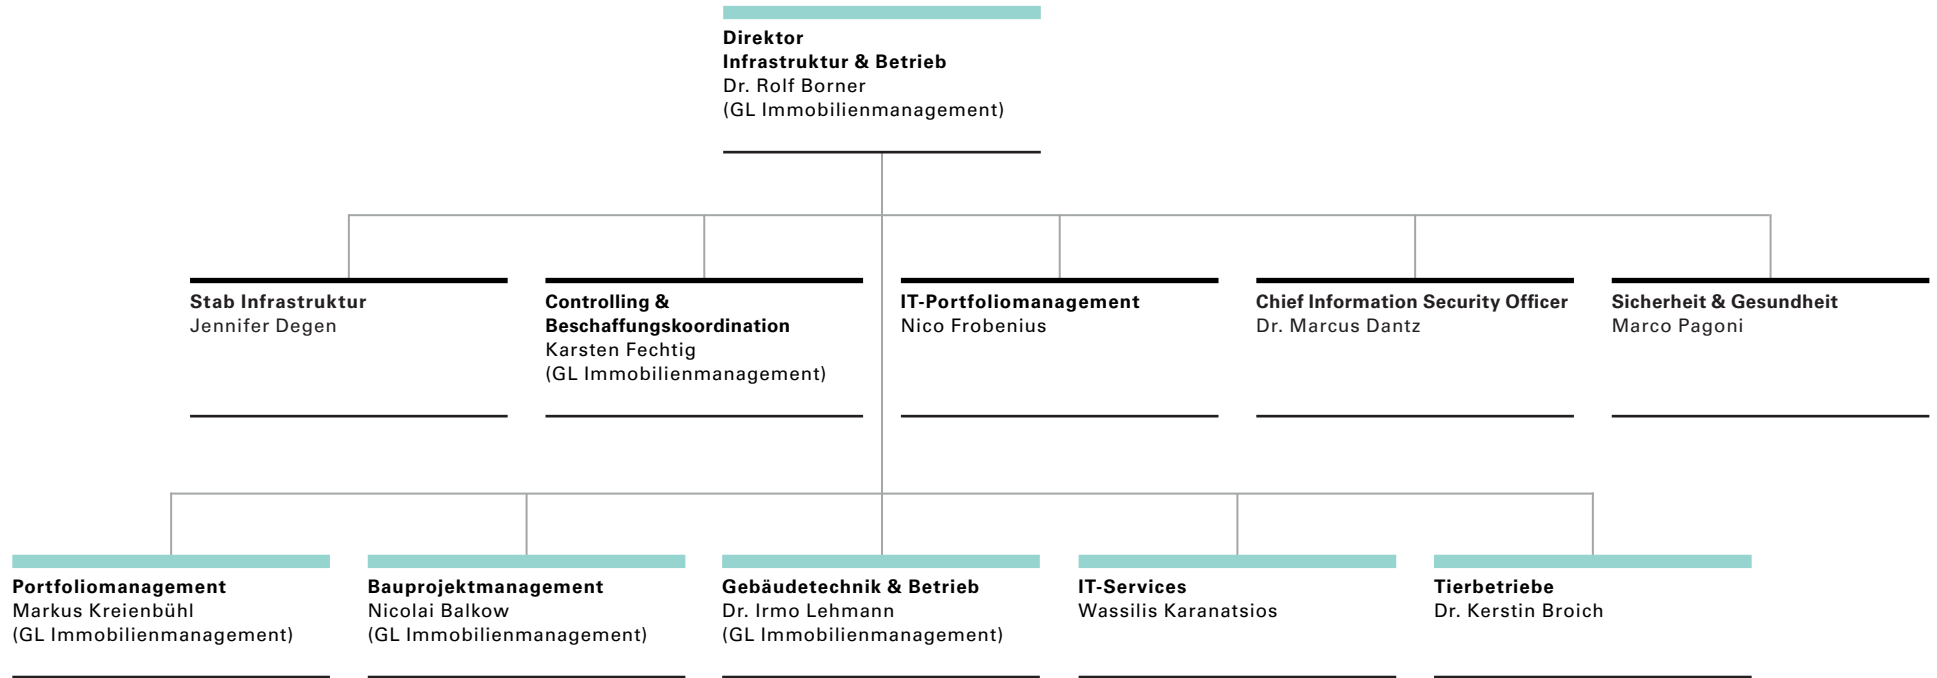 Direktor
Infrastruktur & Betrieb
Dr. Rolf Borner
(GL Immobilienmanagement)
Stab Infrastruktur
Jennifer Degen
Controlling &
Beschaffungskoordination
Karsten Fechtig
(GL Immobilienmanagement)
IT-Portfoliomanagement
Nico Frobenius
Chief Information Security Officer
Dr. Marcus Dantz
Sicherheit & Gesundheit
Marco Pagoni
Portfoliomanagement
Markus Kreienbühl
(GL Immobilienmanagement)
Bauprojektmanagement
Nicolai Balkow
(GL Immobilienmanagement)
Gebäudetechnik & Betrieb
Dr. Irmo Lehmann
(GL Immobilienmanagement)
IT-Services
Wassilis Karanatsios
Tierbetriebe
Dr. Kerstin Broich